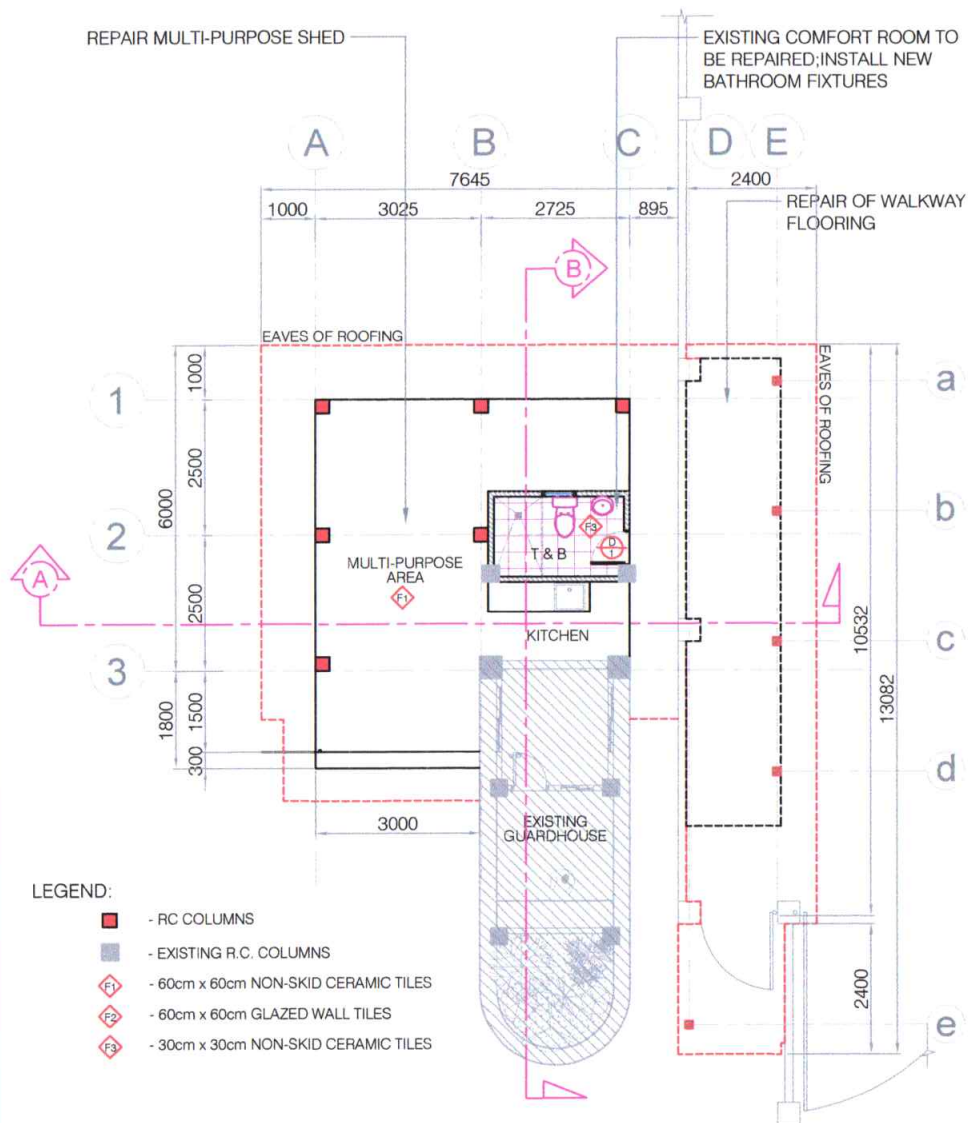 REPAIR MULTI-PURPOSE SHED
EXISTING COMFORT ROOM TO
BE REPAIRED;INSTALL NEW
BATHROOM FIXTURES
A
B
C
D
E
7645
2400
1000
3025
2725
895
REPAIR OF WALKWAY
FLOORING
B
EAVES OF ROOFING
EAVES OF ROOFING
1000
1
a
2500
6000
b
2
F3
D
1
T & B
MULTI-PURPOSE
AREA
F1
A
2500
KITCHEN
10532
c
3
13082
1800
1500
300
d
3000
EXISTING
GUARDHOUSE
2400
e
LEGEND:
- RC COLUMNS
- EXISTING R.C. COLUMNS
F1 - 60cm x 60cm NON-SKID CERAMIC TILES
F2 - 60cm x 60cm GLAZED WALL TILES
F3 - 30cm x 30cm NON-SKID CERAMIC TILES